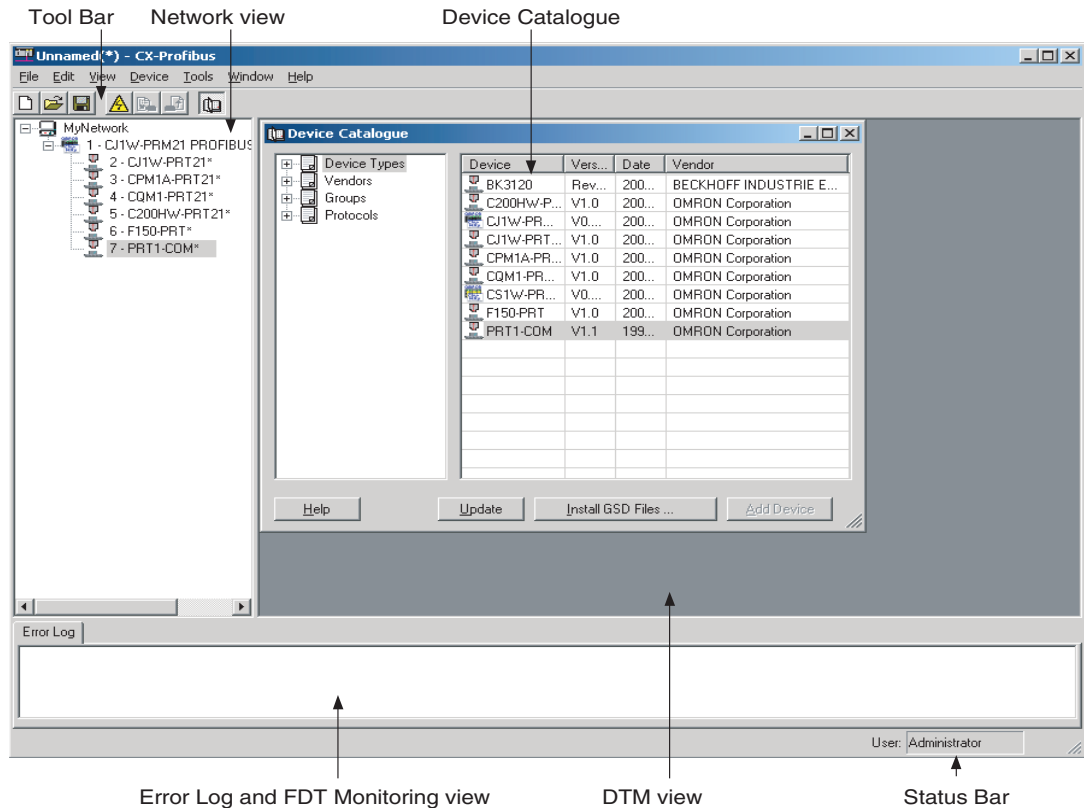 Tool Bar Network view Device Catalogue
Unnamed(*) - CX-Profibus
File Edit View Device Tools Window Help
MyNetwork
1 - CJ1W-PRM21 PROFIBUS
2 - CJ1W-PRT21*
3 - CPM1A-PRT21*
4 - CQM1-PRT21*
5 - C200HW-PRT21*
6 - F150-PRT*
7 - PRT1-COM*
Device Catalogue
Device Types
Vendors
Groups
Protocols
Device Vers... Date Vendor
BK3120 Rev... 200... BECKHOFF INDUSTRIE E...
C200HW-P... V1.0 200... OMRON Corporation
CJ1W-PR... V0.... 200... OMRON Corporation
CJ1W-PRT... V1.0 200... OMRON Corporation
CPM1A-PR... V1.0 200... OMRON Corporation
CQM1-PR... V1.0 200... OMRON Corporation
CS1W-PR... V0.... 200... OMRON Corporation
F150-PRT V1.0 200... OMRON Corporation
PRT1-COM V1.1 199... OMRON Corporation
Help Update Install GSD Files ... Add Device
Error Log
User: Administrator
Error Log and FDT Monitoring view DTM view Status Bar